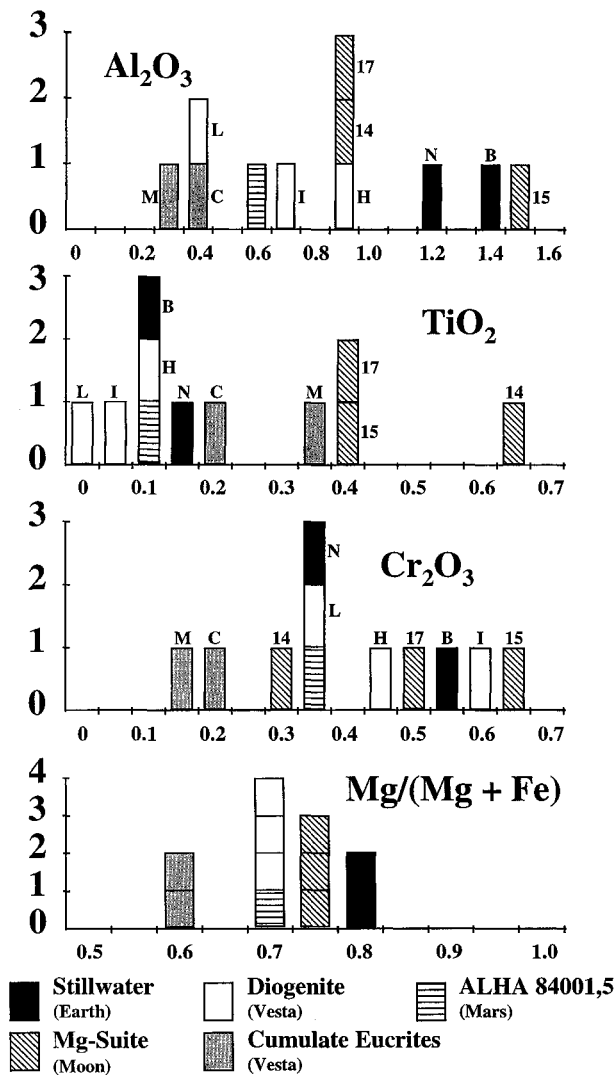 3
Al₂O₃
17
2
L
14
1
N
B
M
C
I
H
15
0
0 0.2 0.4 0.6 0.8 1.0 1.2 1.4 1.6
3
B
TiO₂
2
H
17
L I N C M 14
1
15
0
0 0.1 0.2 0.3 0.4 0.5 0.6 0.7
3
N
Cr₂O₃
2
L
M C 14 H 17 B I 15
1
0
0 0.1 0.2 0.3 0.4 0.5 0.6 0.7
4
Mg/(Mg + Fe)
3
2
1
0
0.5 0.6 0.7 0.8 0.9 1.0
Stillwater Diogenite ALHA 84001,5
(Earth) (Vesta) (Mars)
Mg-Suite Cumulate Eucrites
(Moon) (Vesta)